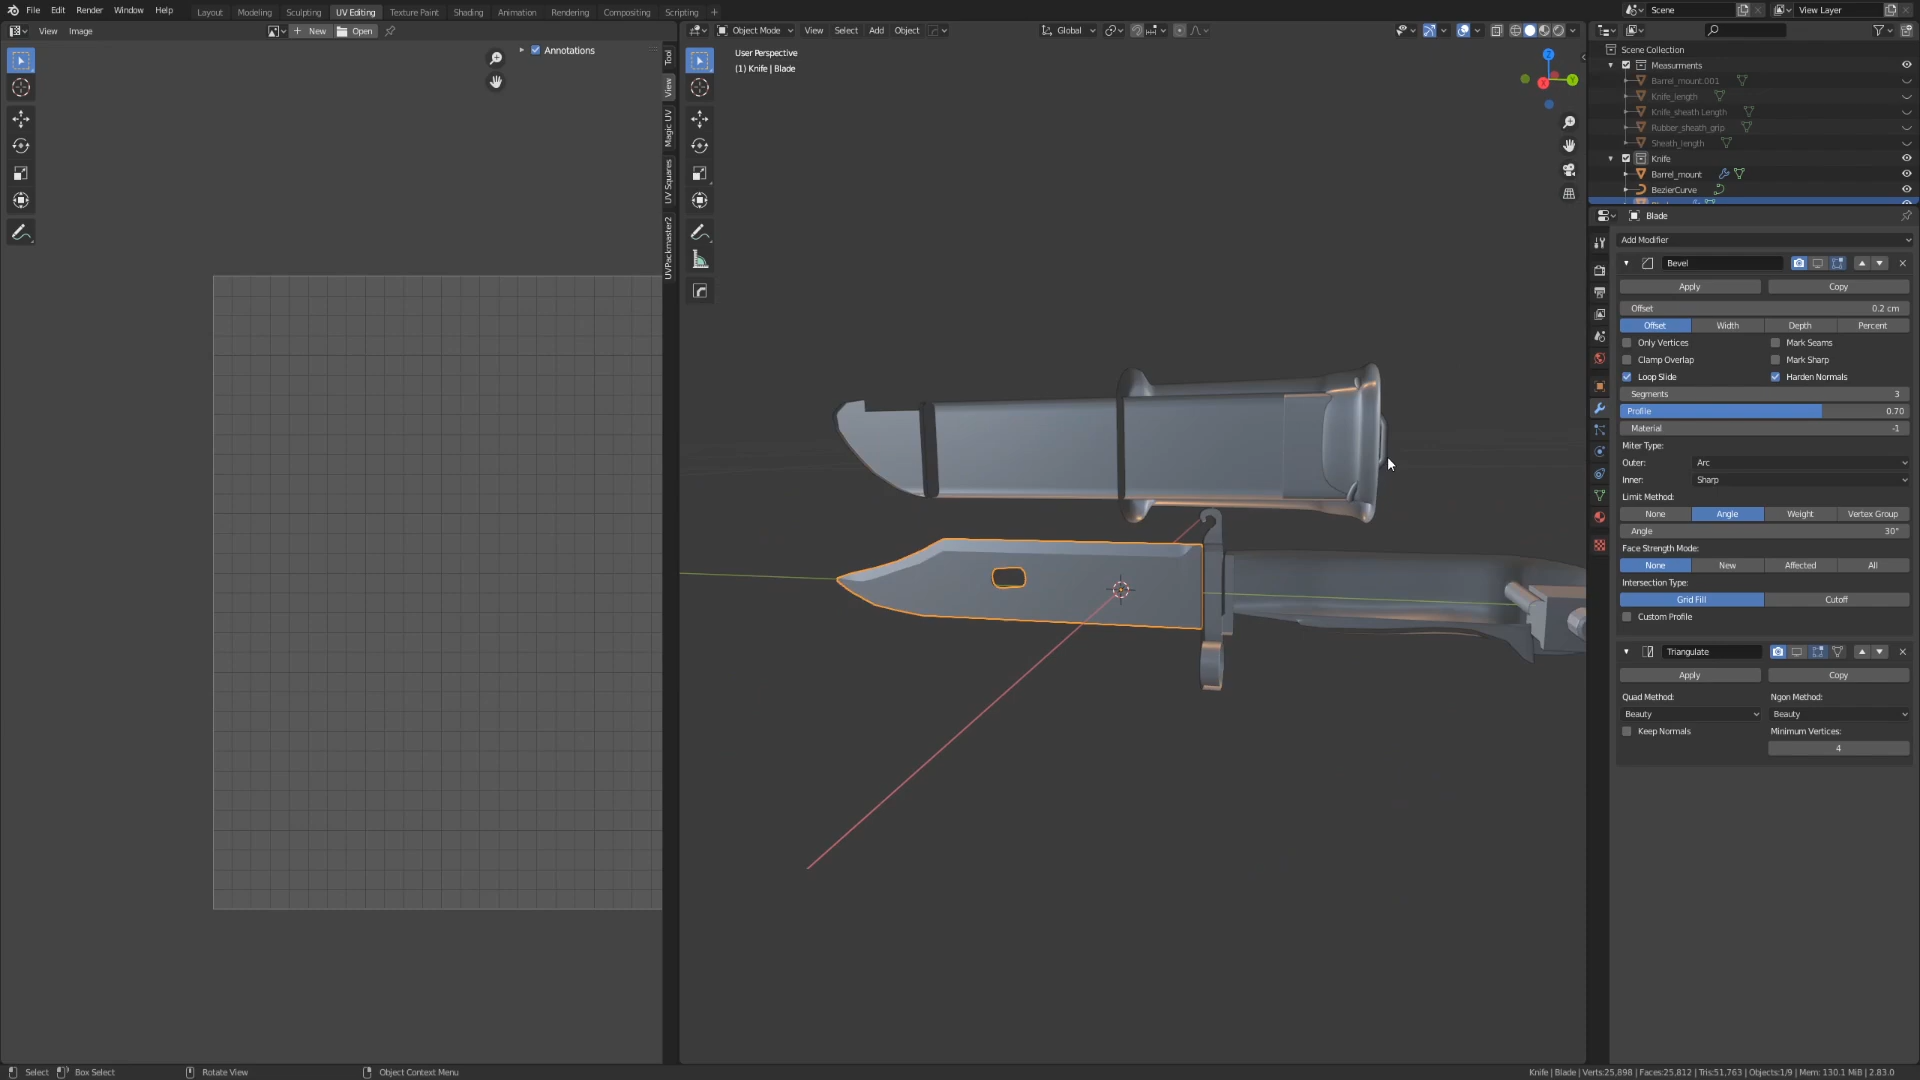 File Edit Render Window Help Layout Modeling Sculpting UV Editing Texture Paint Shading Animation Rendering Compositing Scripting + Scene View Layer
View Image New Open Object Mode View Select Add Object Global
Annotations
Tool
View
Magic UV
UV Squares
UVPackmaster2
User Perspective
(1) Knife | Blade
Z
Y
X
Scene Collection
Measurments
Barrel_mount.001
Knife_length
Knife_sheath Length
Rubber_sheath_grip
Sheath_length
Knife
Barrel_mount
BezierCurve
Blade
Add Modifier
Bevel
Apply Copy
Offset 0.2 cm
Offset Width Depth Percent
Only Vertices Mark Seams
Clamp Overlap Mark Sharp
Loop Slide Harden Normals
Segments 3
Profile 0.70
Material -1
Miter Type:
Outer: Arc
Inner: Sharp
Limit Method:
None Angle Weight Vertex Group
Angle 30°
Face Strength Mode:
None New Affected All
Intersection Type:
Grid Fill Cutoff
Custom Profile
Triangulate
Apply Copy
Quad Method: Ngon Method:
Beauty Beauty
Keep Normals Minimum Vertices:
4
Select Box Select Rotate View Object Context Menu Knife | Blade | Verts:25,898 | Faces:25,812 | Tris:51,763 | Objects:1/9 | Mem: 130.1 MiB | 2.83.0